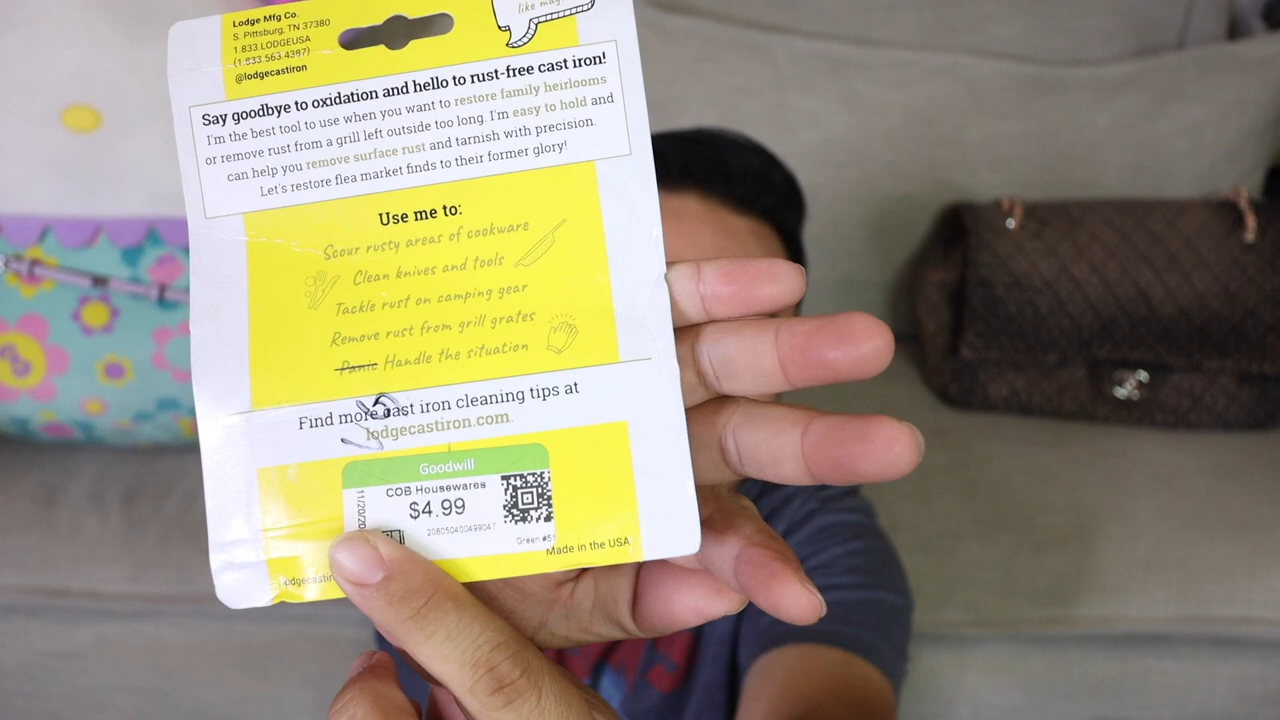 Lodge Mfg Co.
S. Pittsburg, TN 37380
1.833.LODGEUSA
(1.833.563.4387)
@lodgecastiron
like
Say goodbye to oxidation and hello to rust-free cast iron!
I'm the best tool to use when you want to restore family heirlooms
or remove rust from a grill left outside too long. I'm easy to hold and
can help you remove surface rust and tarnish with precision.
Let's restore flea market finds to their former glory!
Use me to:
Scour rusty areas of cookware
Clean knives and tools
Tackle rust on camping gear
Remove rust from grill grates
Panic Handle the situation
Find more cast iron cleaning tips at
lodgecastiron.com.
Goodwill
COB Housewares
$4.99
208050400499047
Green #51
Made in the USA